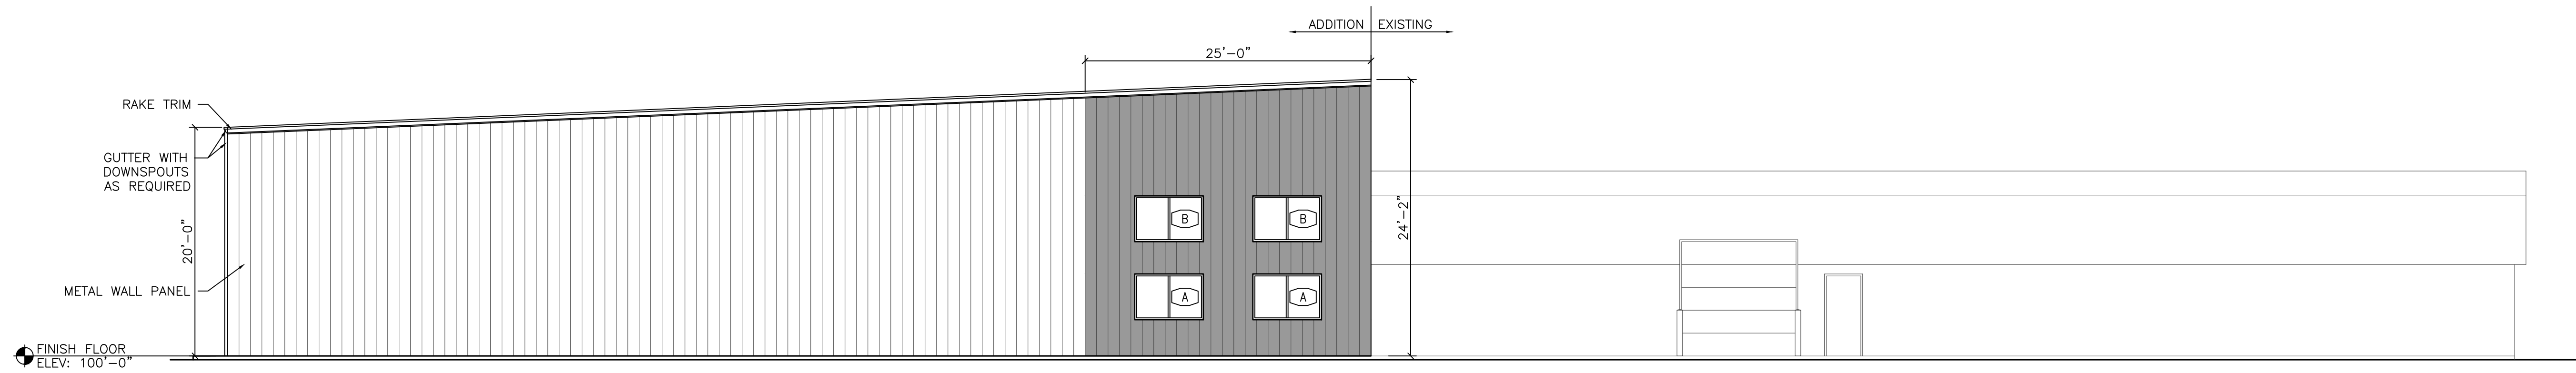 ADDITION EXISTING
25'-0"
RAKE TRIM
GUTTER WITH
DOWNSPOUTS
AS REQUIRED
20'-0"
24'-2"
B B
A A
METAL WALL PANEL
FINISH FLOOR
ELEV: 100'-0"